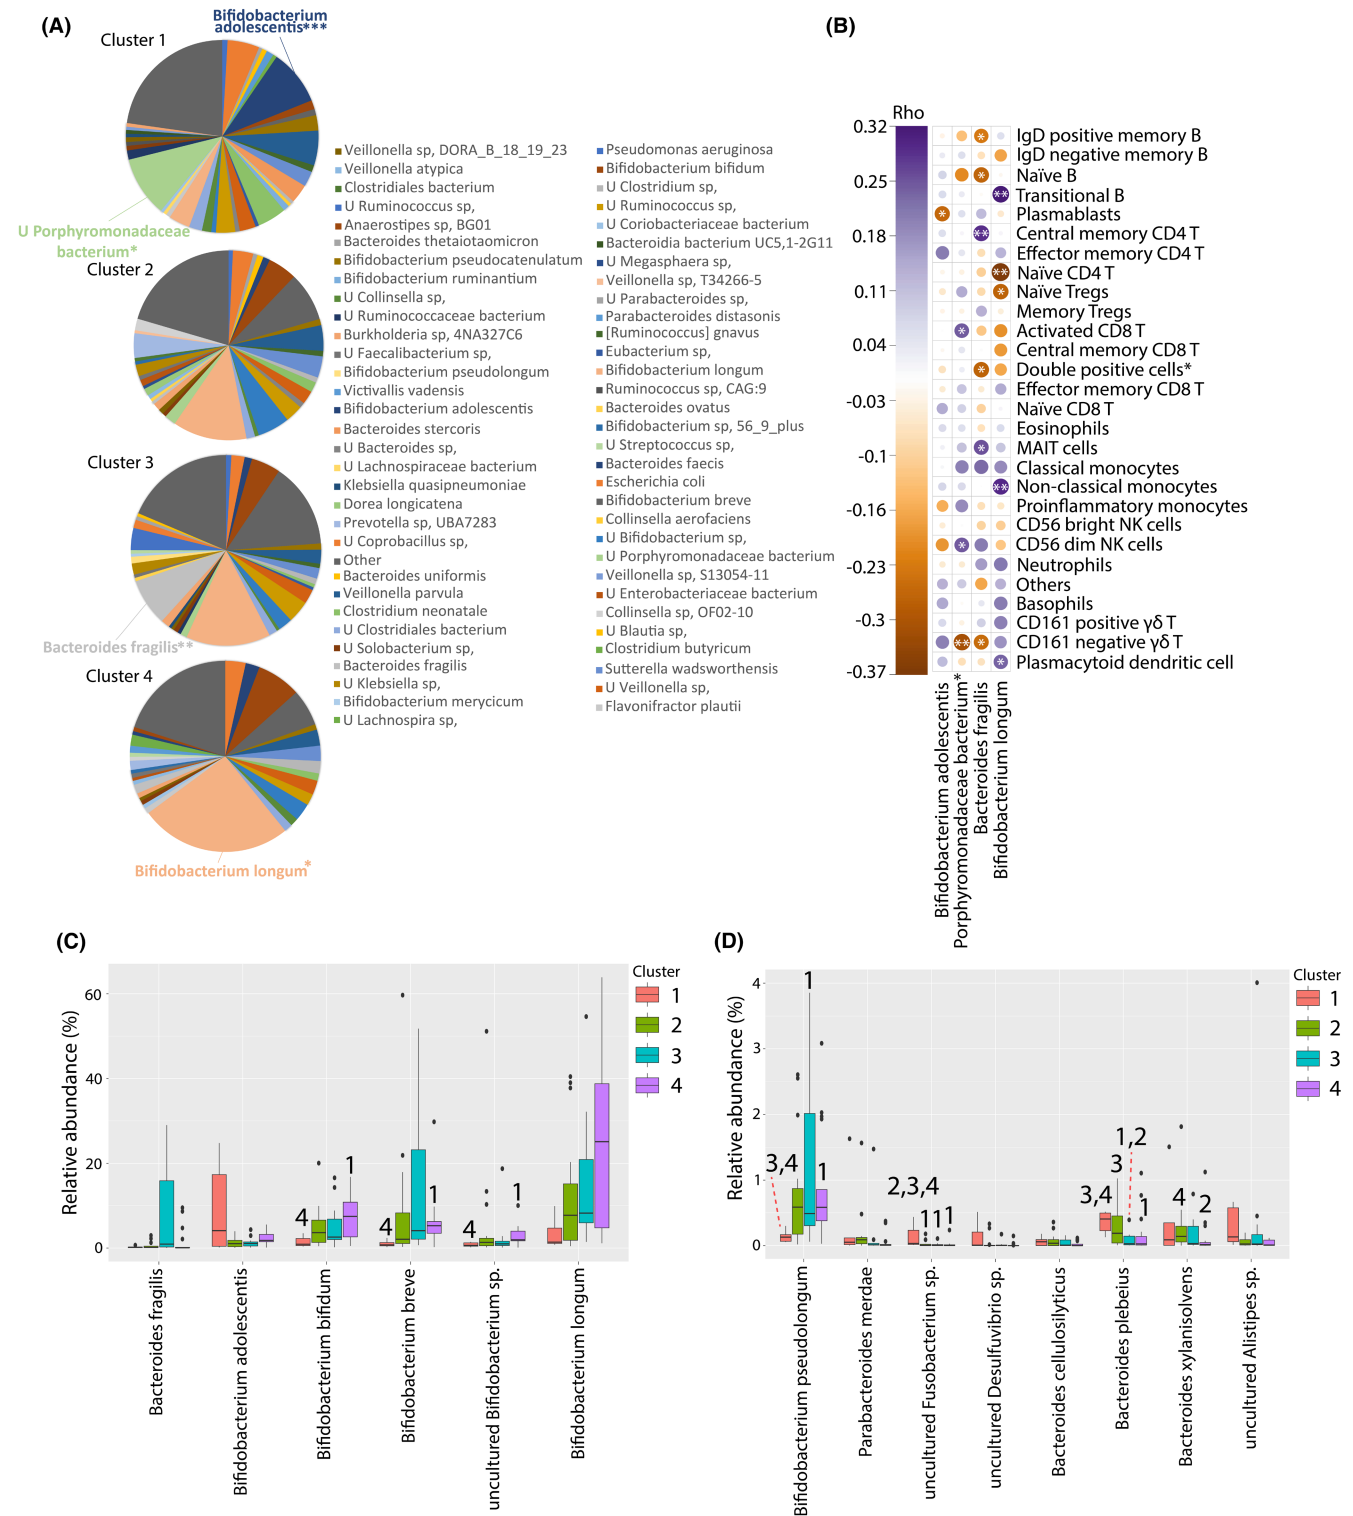 (A)
Bifidobacterium
adolescentis***
Cluster 1
U Porphyromonadaceae
bacterium*
Cluster 2
Cluster 3
Bacteroides fragilis**
Cluster 4
Bifidobacterium longum*
Veillonella sp, DORA_B_18_19_23
Veillonella atypica
Clostridiales bacterium
U Ruminococcus sp,
Anaerostipes sp, BG01
Bacteroides thetaiotaomicron
Bifidobacterium pseudocatenulatum
Bifidobacterium ruminantium
U Collinsella sp,
U Ruminococcaceae bacterium
Burkholderia sp, 4NA327C6
U Faecalibacterium sp,
Bifidobacterium pseudolongum
Victivallis vadensis
Bifidobacterium adolescentis
Bacteroides stercoris
U Bacteroides sp,
U Lachnospiraceae bacterium
Klebsiella quasipneumoniae
Dorea longicatena
Prevotella sp, UBA7283
U Coprobacillus sp,
Other
Bacteroides uniformis
Veillonella parvula
Clostridium neonatale
U Clostridiales bacterium
U Solobacterium sp,
Bacteroides fragilis
U Klebsiella sp,
Bifidobacterium merycicum
U Lachnospira sp,
Pseudomonas aeruginosa
Bifidobacterium bifidum
U Clostridium sp,
U Ruminococcus sp,
U Coriobacteriaceae bacterium
Bacteroidia bacterium UC5,1-2G11
U Megasphaera sp,
Veillonella sp, T34266-5
U Parabacteroides sp,
Parabacteroides distasonis
[Ruminococcus] gnavus
Eubacterium sp,
Bifidobacterium longum
Ruminococcus sp, CAG:9
Bacteroides ovatus
Bifidobacterium sp, 56_9_plus
U Streptococcus sp,
Bacteroides faecis
Escherichia coli
Bifidobacterium breve
Collinsella aerofaciens
U Bifidobacterium sp,
U Porphyromonadaceae bacterium
Veillonella sp, S13054-11
U Enterobacteriaceae bacterium
Collinsella sp, OF02-10
U Blautia sp,
Clostridium butyricum
Sutterella wadsworthensis
U Veillonella sp,
Flavonifractor plautii
(B)
Rho
0.32
0.25
0.18
0.11
0.04
-0.03
-0.1
-0.16
-0.23
-0.3
-0.37
* IgD positive memory B
IgD negative memory B
* Naïve B
** Transitional B
* Plasmablasts
** Central memory CD4 T
Effector memory CD4 T
** Naïve CD4 T
* Naïve Tregs
Memory Tregs
* Activated CD8 T
Central memory CD8 T
* Double positive cells*
Effector memory CD8 T
Naïve CD8 T
Eosinophils
* MAIT cells
Classical monocytes
** Non-classical monocytes
Proinflammatory monocytes
CD56 bright NK cells
* CD56 dim NK cells
Neutrophils
Others
Basophils
CD161 positive γδ T
** * CD161 negative γδ T
* Plasmacytoid dendritic cell
Bifidobacterium adolescentis
Porphyromonadaceae bacterium*
Bacteroides fragilis
Bifidobacterium longum
(C)
Relative abundance (%)
60
40
20
0
4
1
4
1
4
1
Bacteroides fragilis
Bifidobacterium adolescentis
Bifidobacterium bifidum
Bifidobacterium breve
uncultured Bifidobacterium sp.
Bifidobacterium longum
Cluster
1
2
3
4
(D)
Relative abundance (%)
4
3
2
1
0
3,4
1
1
2,3,4
1 1 1
3,4
3
1,2
1
4
2
Bifidobacterium pseudolongum
Parabacteroides merdae
uncultured Fusobacterium sp.
uncultured Desulfuvibrio sp.
Bacteroides cellulosilyticus
Bacteroides plebeius
Bacteroides xylanisolvens
uncultured Alistipes sp.
Cluster
1
2
3
4